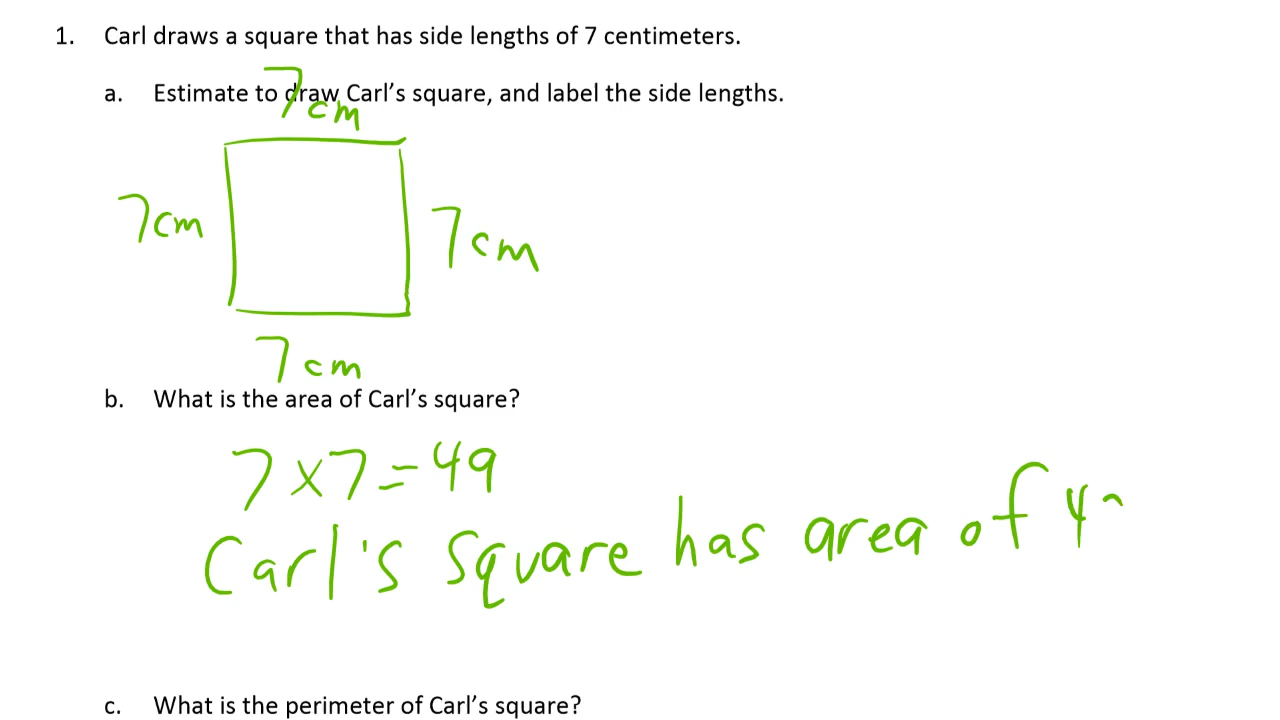 1. Carl draws a square that has side lengths of 7 centimeters.
7cm
a. Estimate to draw Carl's square, and label the side lengths.
7cm
7cm
7cm
b. What is the area of Carl's square?
7×7=49
Carl's square has area of 4
c. What is the perimeter of Carl's square?